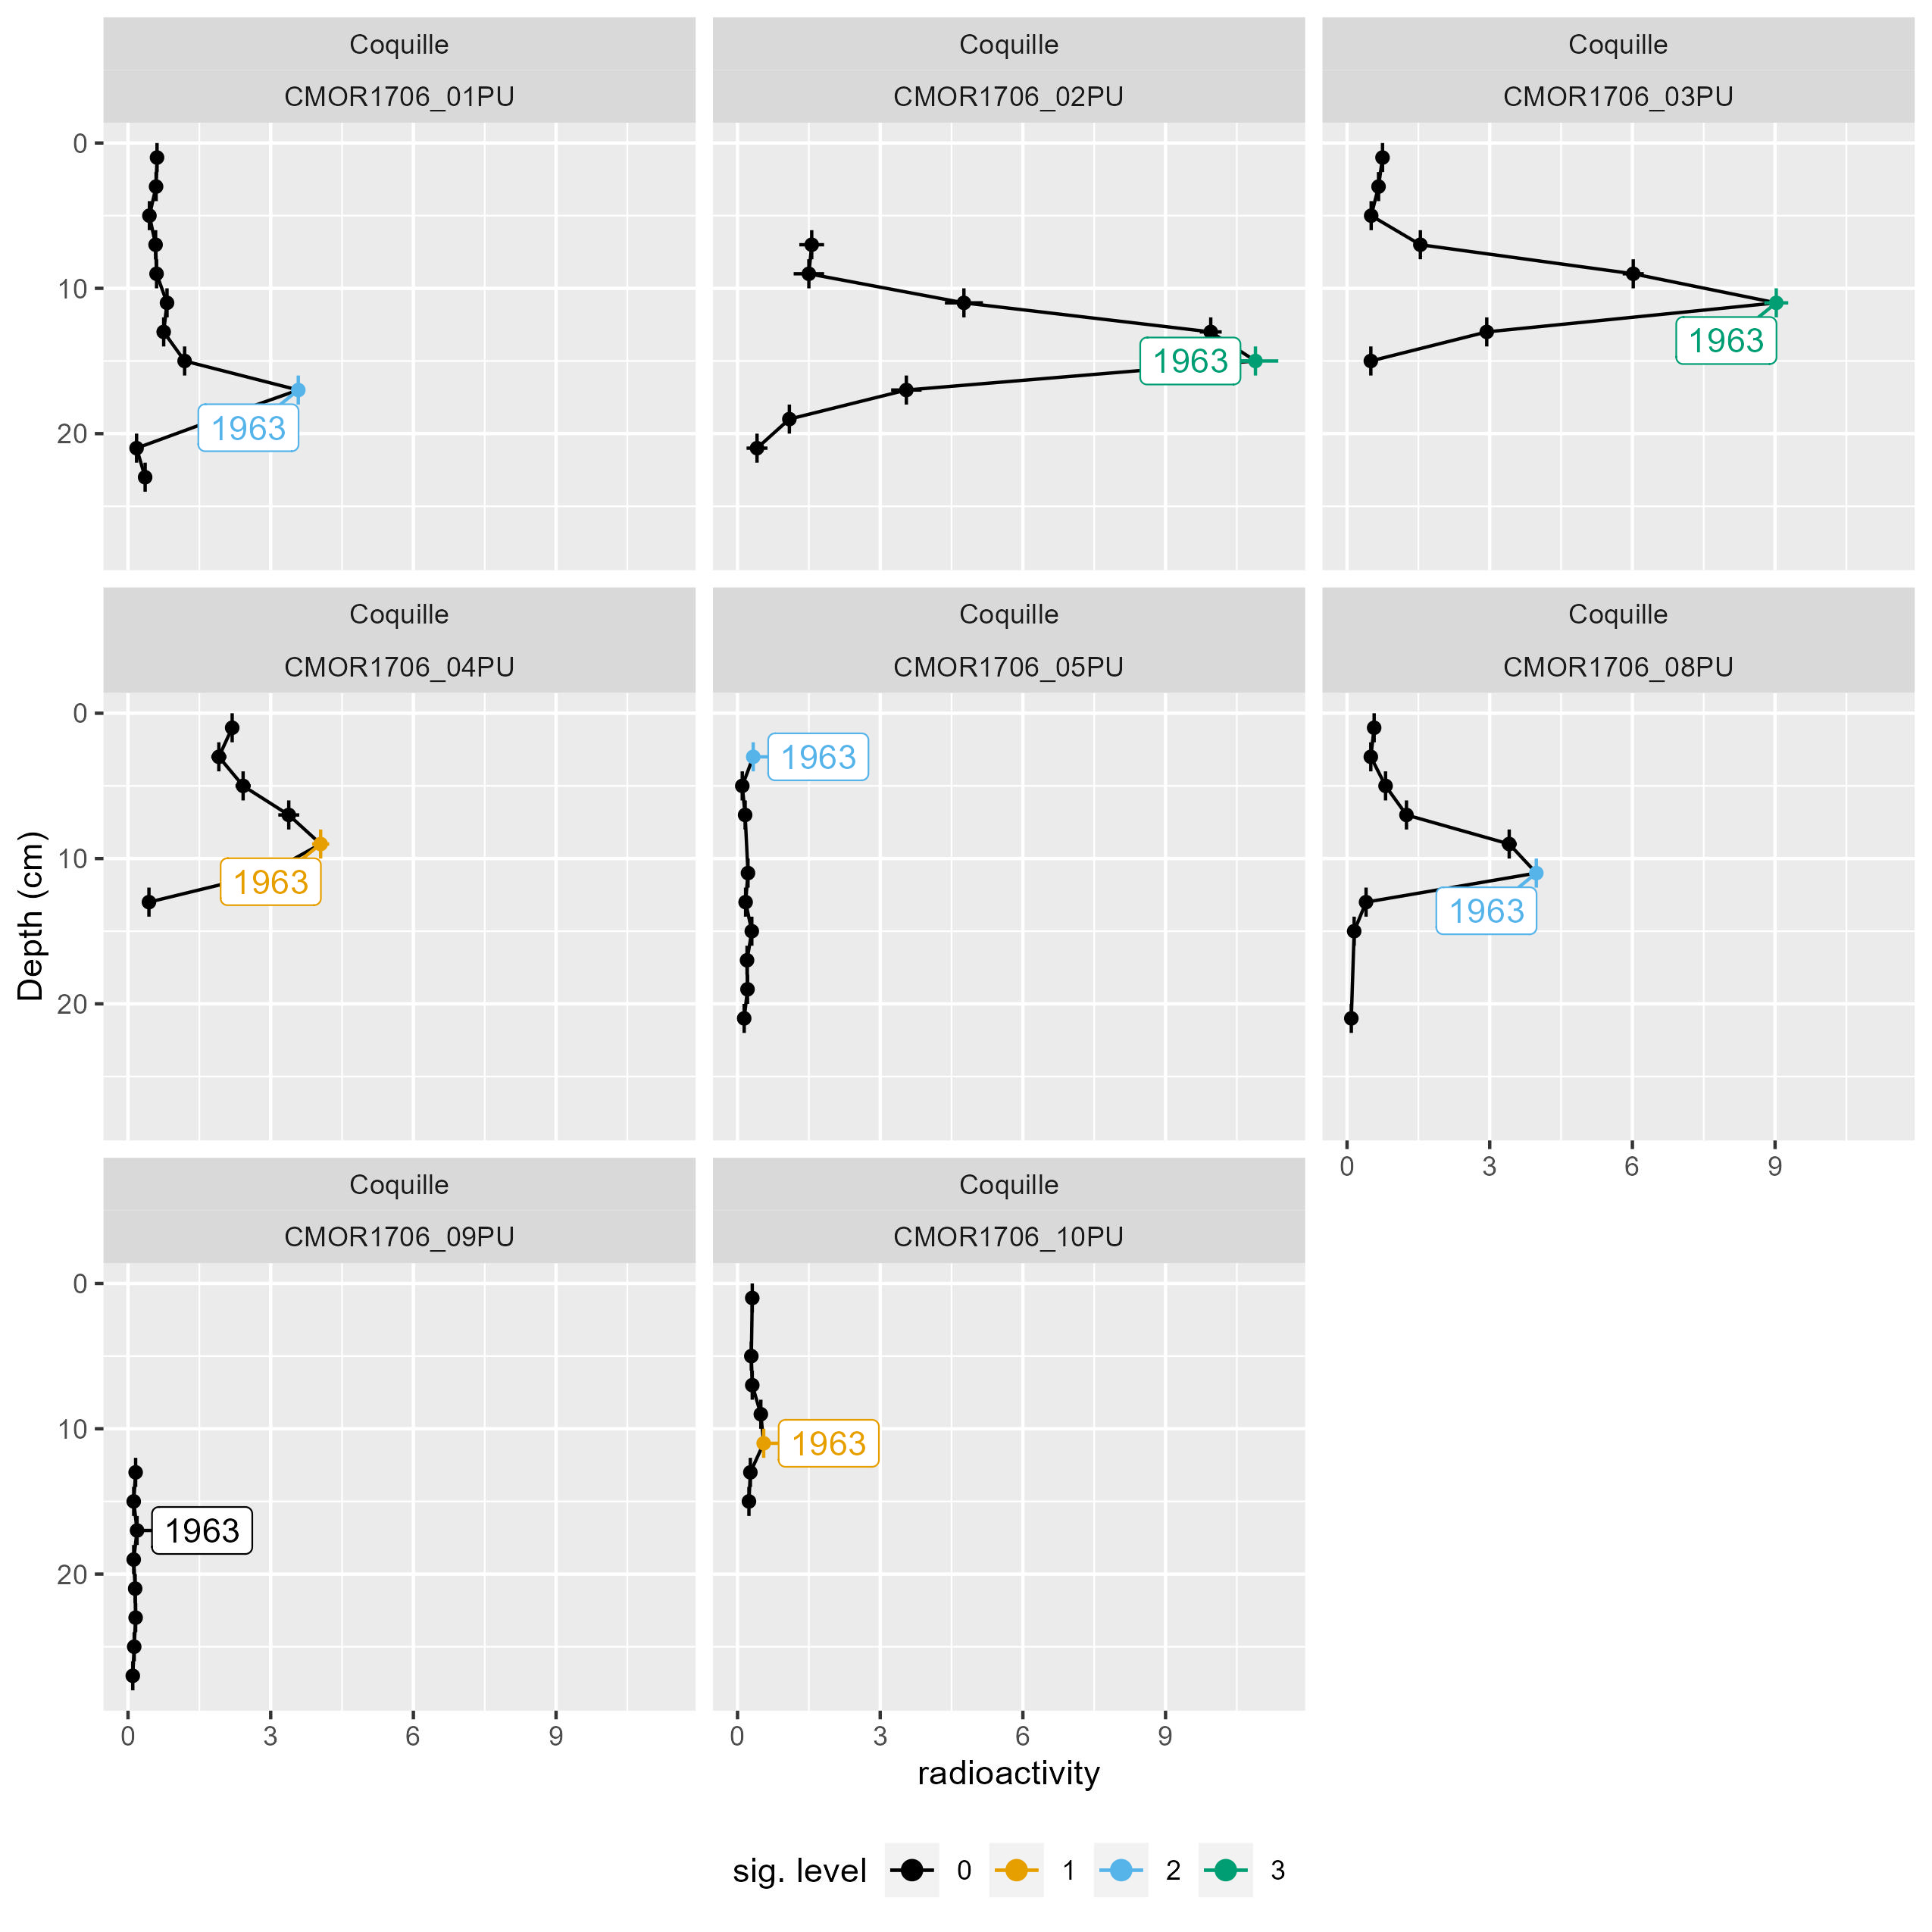 Coquille Coquille Coquille
CMOR1706_01PU CMOR1706_02PU CMOR1706_03PU
0
10
20
1963
1963
1963
Coquille Coquille Coquille
CMOR1706_04PU CMOR1706_05PU CMOR1706_08PU
0
10
20
1963
1963
1963
Depth (cm)
0 3 6 9
Coquille Coquille
CMOR1706_09PU CMOR1706_10PU
0
10
20
1963
1963
0 3 6 9 0 3 6 9
radioactivity
sig. level 0 1 2 3